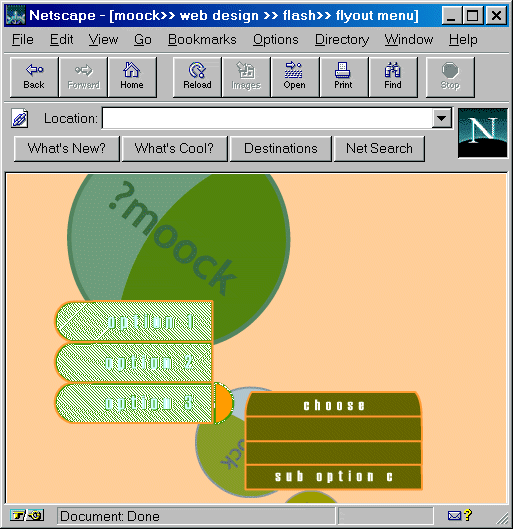 Netscape - [moock>> web design >> flash>> flyout menu]
File Edit View Go Bookmarks Options Directory Window Help
Back Forward Home Reload Images Open Print Find Stop
Location:
N
What's New? What's Cool? Destinations Net Search
?moock
option 1
option 2
option 3
choose
sub option c
Document: Done